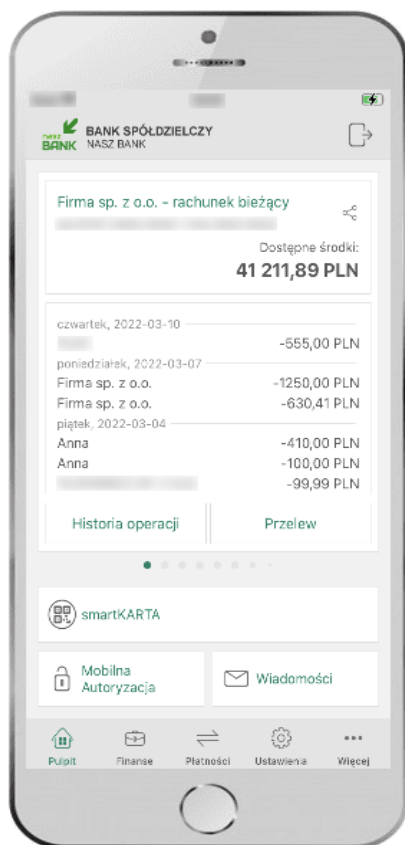 nasz
BANK
BANK SPÓŁDZIELCZY
NASZ BANK
Firma sp. z o.o. - rachunek bieżący
Dostępne środki:
41 211,89 PLN
czwartek, 2022-03-10
-555,00 PLN
poniedziałek, 2022-03-07
Firma sp. z o.o. -1250,00 PLN
Firma sp. z o.o. -630,41 PLN
piątek, 2022-03-04
Anna -410,00 PLN
Anna -100,00 PLN
-99,99 PLN
Historia operacji Przelew
smartKARTA
Mobilna
Autoryzacja
Wiadomości
Pulpit Finanse Płatności Ustawienia Więcej